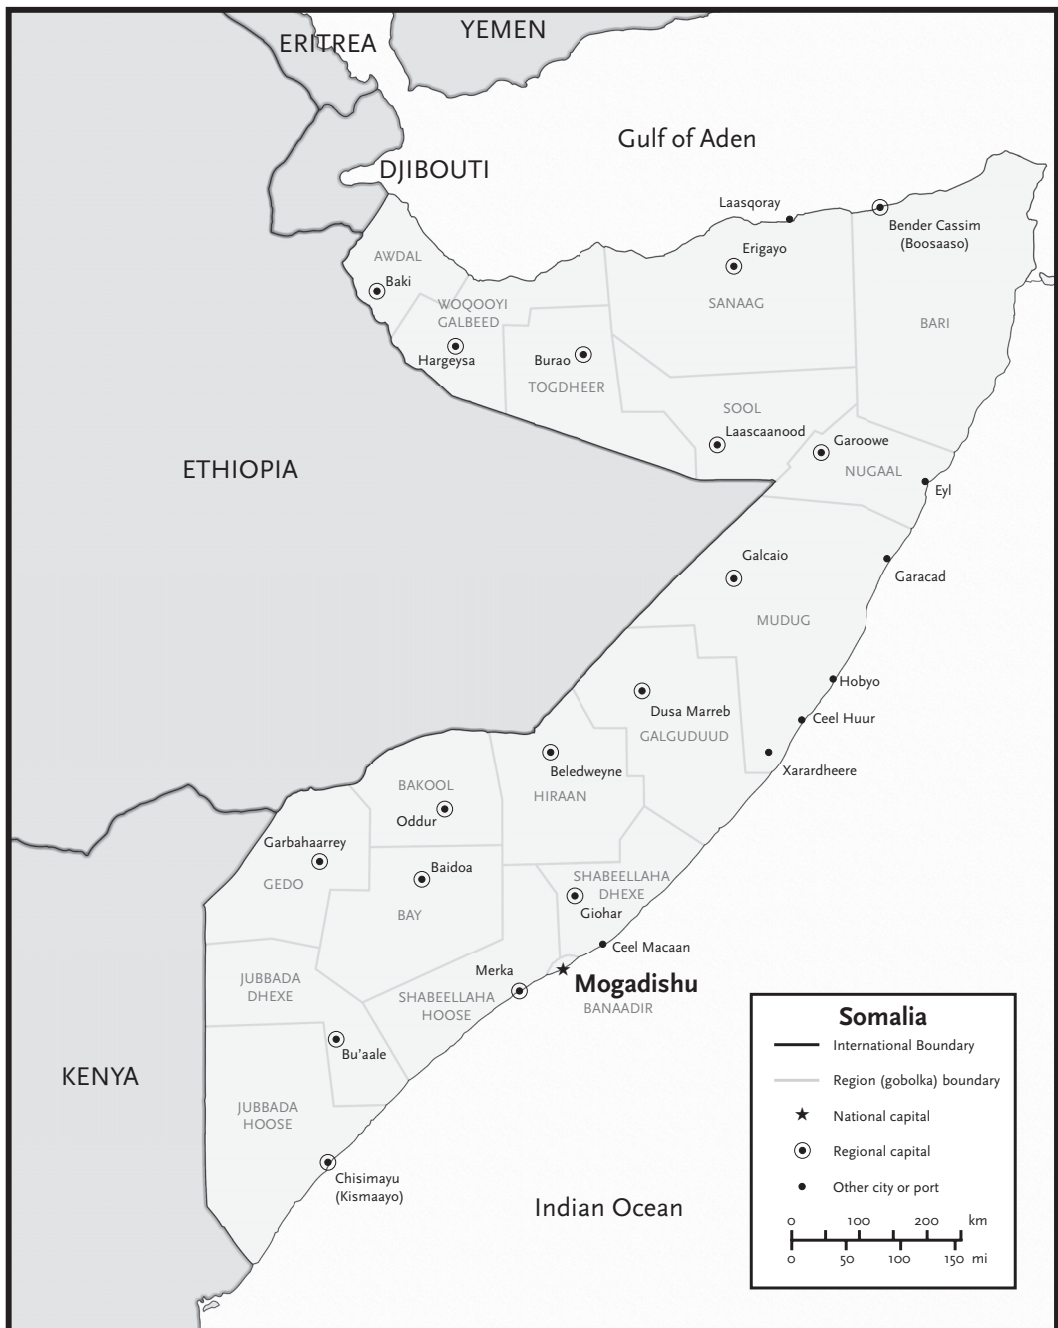 YEMEN
ERITREA
Gulf of Aden
DJIBOUTI
Laasqoray
Bender Cassim
(Boosaaso)
Erigayo
AWDAL
Baki
WOQOOYI
GALBEED
SANAAG
BARI
Hargeysa
Burao
TOGDHEER
SOOL
Laascaanood
Garoowe
NUGAAL
ETHIOPIA
Eyl
Galcaio
Garacad
MUDUG
Hobyo
Dusa Marreb
GALGUDUUD
Ceel Huur
Xarardheere
Beledweyne
HIRAAN
BAKOOL
Oddur
Garbahaarrey
GEDO
Baidoa
BAY
SHABEELLAHA
DHEXE
Giohar
Ceel Macaan
Merka
Mogadishu
BANAADIR
JUBBADA
DHEXE
SHABEELLAHA
HOOSE
Bu'aale
KENYA
JUBBADA
HOOSE
Chisimayu
(Kismaayo)
Indian Ocean
Somalia
International Boundary
Region (gobolka) boundary
National capital
Regional capital
Other city or port
0 100 200 km
0 50 100 150 mi